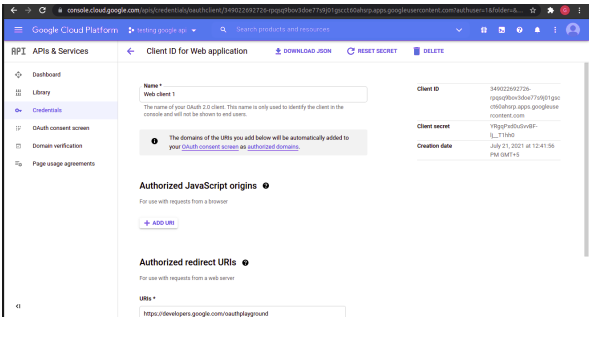 console.cloud.google.com/apis/credentials/oauthclient/349022692726-rpqsq9bov3doe77s9j01gacct60ahsrp.apps.googleusercontent.com?authuser=1&folder=&...
Google Cloud Platform testing google api Search products and resources
API APIs & Services
Client ID for Web application DOWNLOAD JSON RESET SECRET DELETE
Dashboard
Library
Credentials
OAuth consent screen
Domain verification
Page usage agreements
Name *
Web client 1
The name of your OAuth 2.0 client. This name is only used to identify the client in the
console and will not be shown to end users.
The domains of the URIs you add below will be automatically added to
your OAuth consent screen as authorized domains.
Authorized JavaScript origins
For use with requests from a browser
+ ADD URI
Authorized redirect URIs
For use with requests from a web server
URIs *
https://developers.google.com/oauthplayground
Client ID
349022692726-
apps.googleuse
rcontent.com
Client secret
Creation date
July 21, 2021 at 12:41:56
PM GMT+5